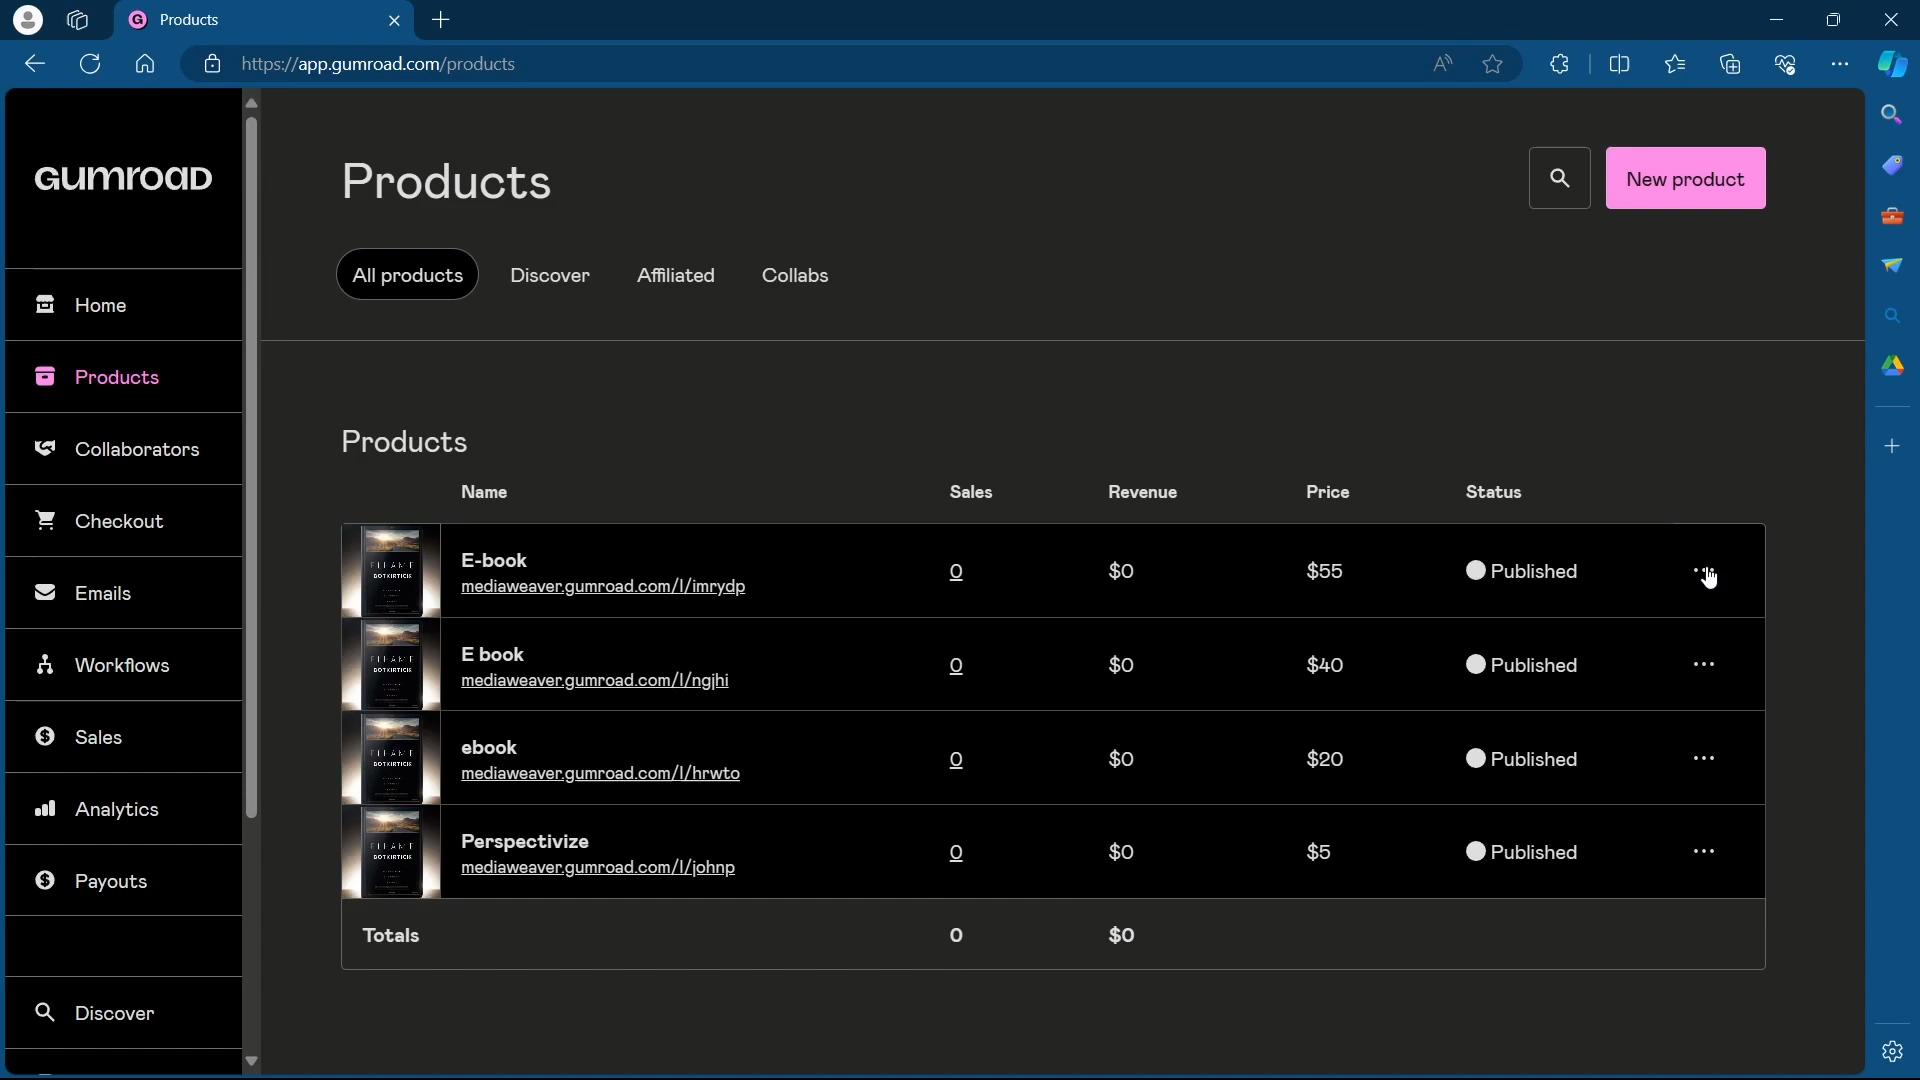 Products
https://app.gumroad.com/products
GUMROAD
Products
New product
All products
Discover
Affiliated
Collabs
Home
Products
Collaborators
Checkout
Emails
Workflows
Sales
Analytics
Payouts
Discover
Products
Name Sales Revenue Price Status
E-book
mediaweaver.gumroad.com/l/imrydp
0 $0 $55 Published
E book
mediaweaver.gumroad.com/l/ngjhi
0 $0 $40 Published
ebook
mediaweaver.gumroad.com/l/hrwto
0 $0 $20 Published
Perspectivize
mediaweaver.gumroad.com/l/johnp
0 $0 $5 Published
Totals 0 $0